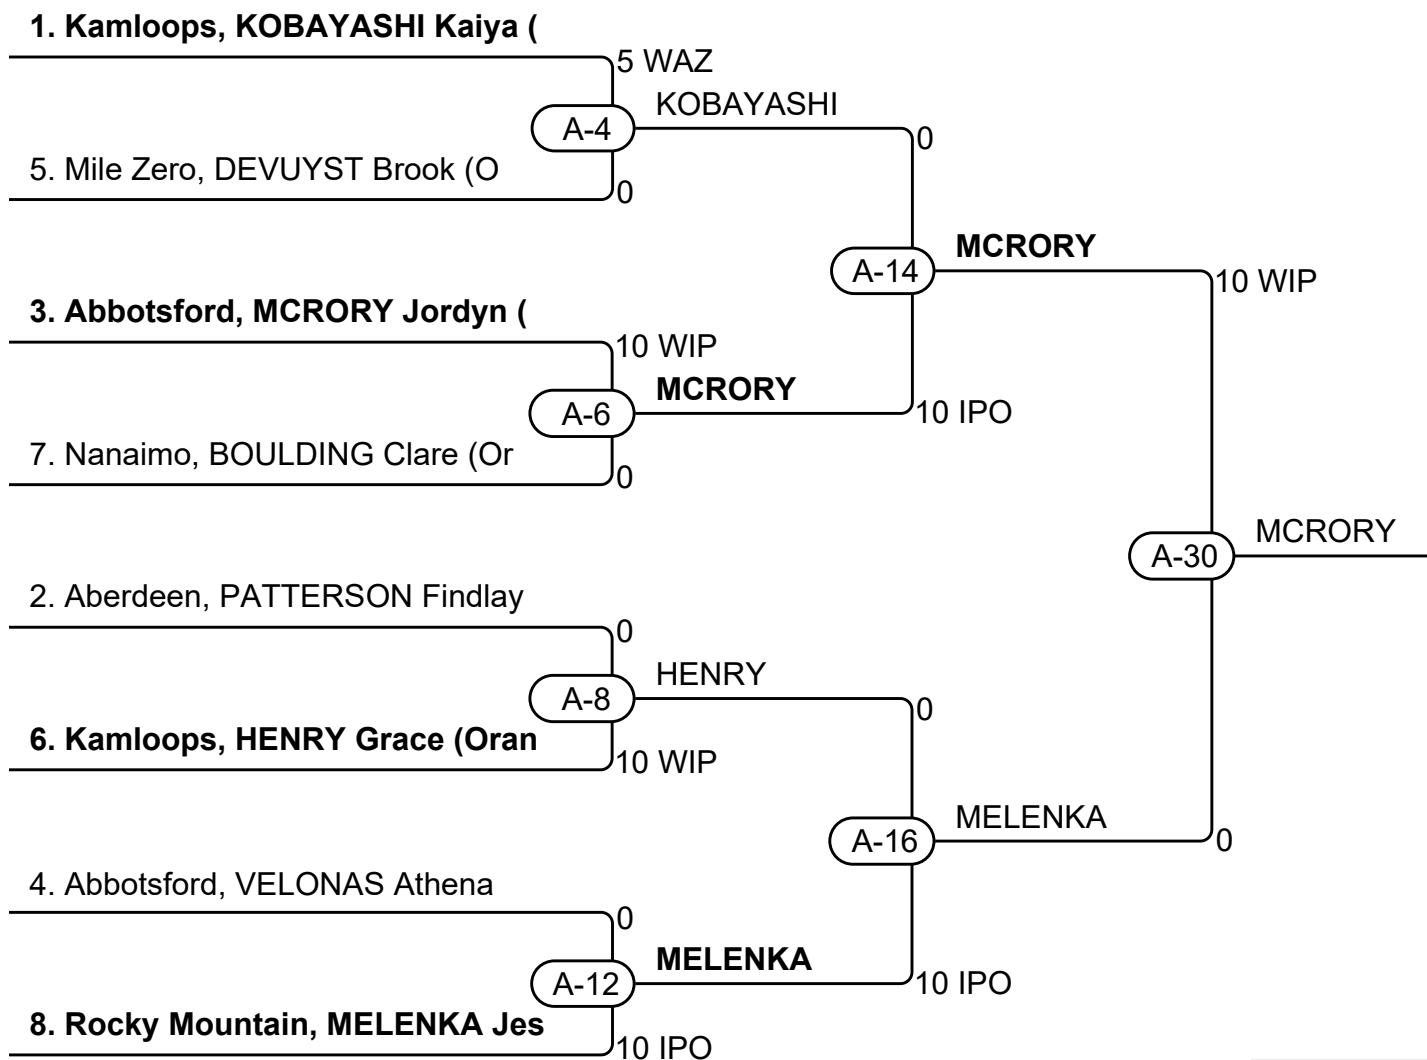 1. Kamloops, KOBAYASHI Kaiya (
5 WAZ
KOBAYASHI
A-4
0
5. Mile Zero, DEVUYST Brook (O
0
MCRORY
A-14
10 WIP
3. Abbotsford, MCRORY Jordyn (
10 WIP
MCRORY
A-6
10 IPO
7. Nanaimo, BOULDING Clare (Or
0
MCRORY
A-30
2. Aberdeen, PATTERSON Findlay
0
HENRY
A-8
0
6. Kamloops, HENRY Grace (Oran
10 WIP
MELENKA
A-16
0
4. Abbotsford, VELONAS Athena
0
MELENKA
A-12
10 IPO
8. Rocky Mountain, MELENKA Jes
10 IPO